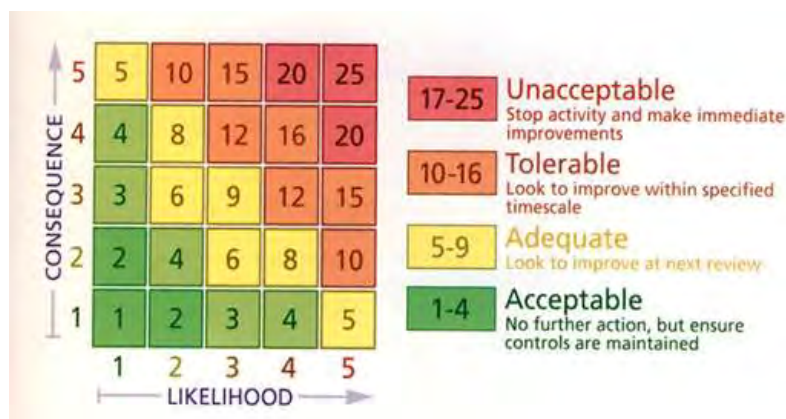 CONSEQUENCE
5 5 10 15 20 25
4 4 8 12 16 20
3 3 6 9 12 15
2 2 4 6 8 10
1 1 2 3 4 5
1 2 3 4 5
LIKELIHOOD
17-25 Unacceptable
Stop activity and make immediate
improvements
10-16 Tolerable
Look to improve within specified
timescale
5-9 Adequate
Look to improve at next review
1-4 Acceptable
No further action, but ensure
controls are maintained